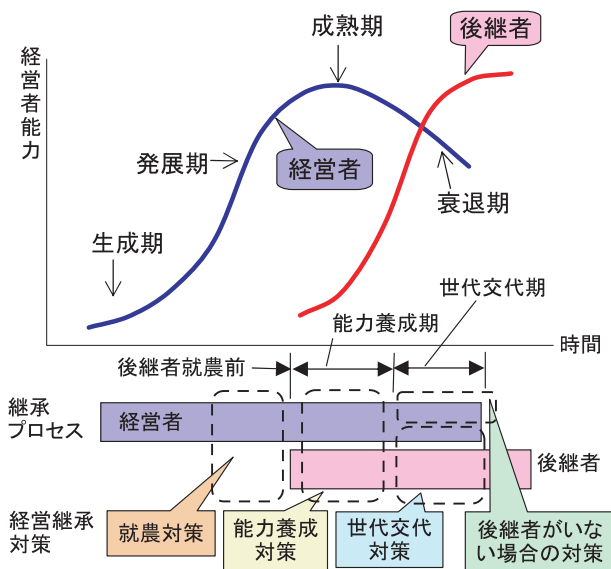 経営者能力
成熟期
後継者
発展期
経営者
衰退期
生成期
世代交代期
時間
能力養成期
後継者就農前
継承
プロセス
経営者
後継者
経営継承
対策
就農対策
能力養成
対策
世代交代
対策
後継者がい
ない場合の対策